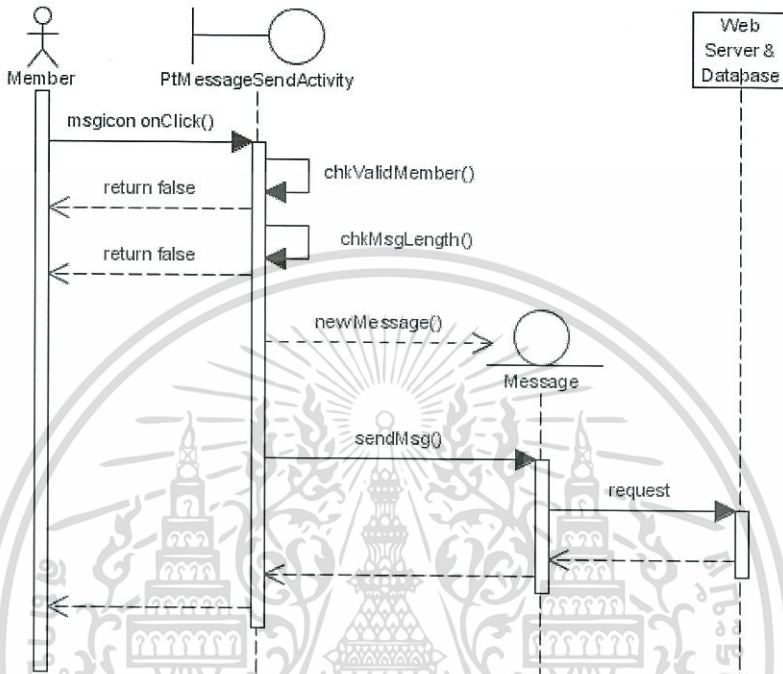 Member
PtMessageSendActivity
Web
Server &
Database
msgicon onClick()
chkValidMember()
return false
chkMsgLength()
return false
newMessage()
Message
sendMsg()
request